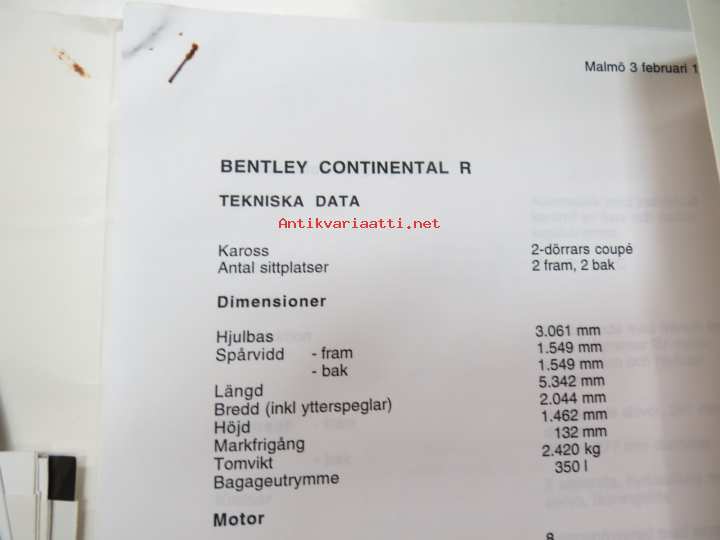 Malmö 3 februari 1
BENTLEY CONTINENTAL R
TEKNISKA DATA
Antikvariaatti.net
Kaross 2-dörrars coupé
Antal sittplatser 2 fram, 2 bak
Dimensioner
Hjulbas 3.061 mm
Spårvidd - fram 1.549 mm
- bak 1.549 mm
Längd 5.342 mm
Bredd (inkl ytterspeglar) 2.044 mm
Höjd 1.462 mm
Markfrigång 132 mm
Tomvikt 2.420 kg
Bagageutrymme 350 l
Motor
8